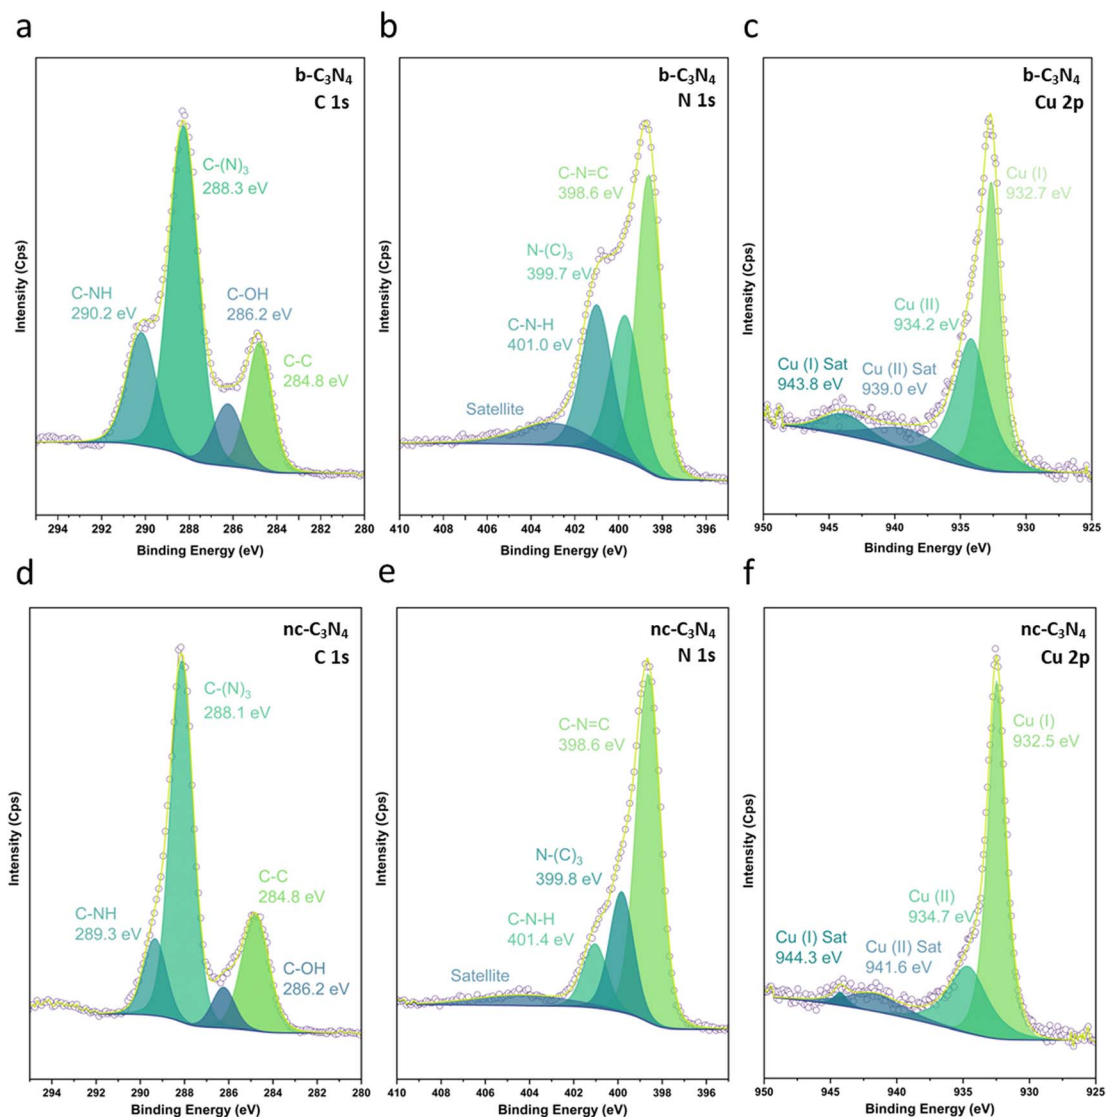 a
b-C₃N₄
C 1s
C-(N)₃
288.3 eV
C-NH
290.2 eV
C-OH
286.2 eV
C-C
284.8 eV
Intensity (Cps)
294 292 290 288 286 284 282 280
Binding Energy (eV)
b
b-C₃N₄
N 1s
C-N=C
398.6 eV
N-(C)₃
399.7 eV
C-N-H
401.0 eV
Satellite
Intensity (Cps)
410 408 406 404 402 400 398 396
Binding Energy (eV)
c
b-C₃N₄
Cu 2p
Cu (I)
932.7 eV
Cu (II)
934.2 eV
Cu (I) Sat
943.8 eV
Cu (II) Sat
939.0 eV
Intensity (Cps)
950 945 940 935 930 925
Binding Energy (eV)
d
nc-C₃N₄
C 1s
C-(N)₃
288.1 eV
C-C
284.8 eV
C-NH
289.3 eV
C-OH
286.2 eV
Intensity (Cps)
294 292 290 288 286 284 282 280
Binding Energy (eV)
e
nc-C₃N₄
N 1s
C-N=C
398.6 eV
N-(C)₃
399.8 eV
C-N-H
401.4 eV
Satellite
Intensity (Cps)
410 408 406 404 402 400 398 396
Binding Energy (eV)
f
nc-C₃N₄
Cu 2p
Cu (I)
932.5 eV
Cu (II)
934.7 eV
Cu (I) Sat
944.3 eV
Cu (II) Sat
941.6 eV
Intensity (Cps)
950 945 940 935 930 925
Binding Energy (eV)